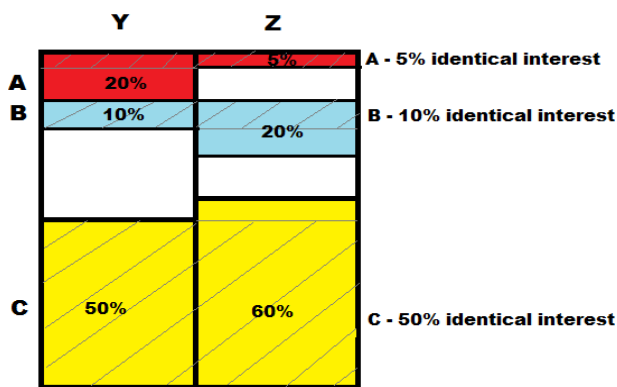 Y Z
5% A - 5% identical interest
A 20%
B 10% B - 10% identical interest
20%
C 50% 60% C - 50% identical interest